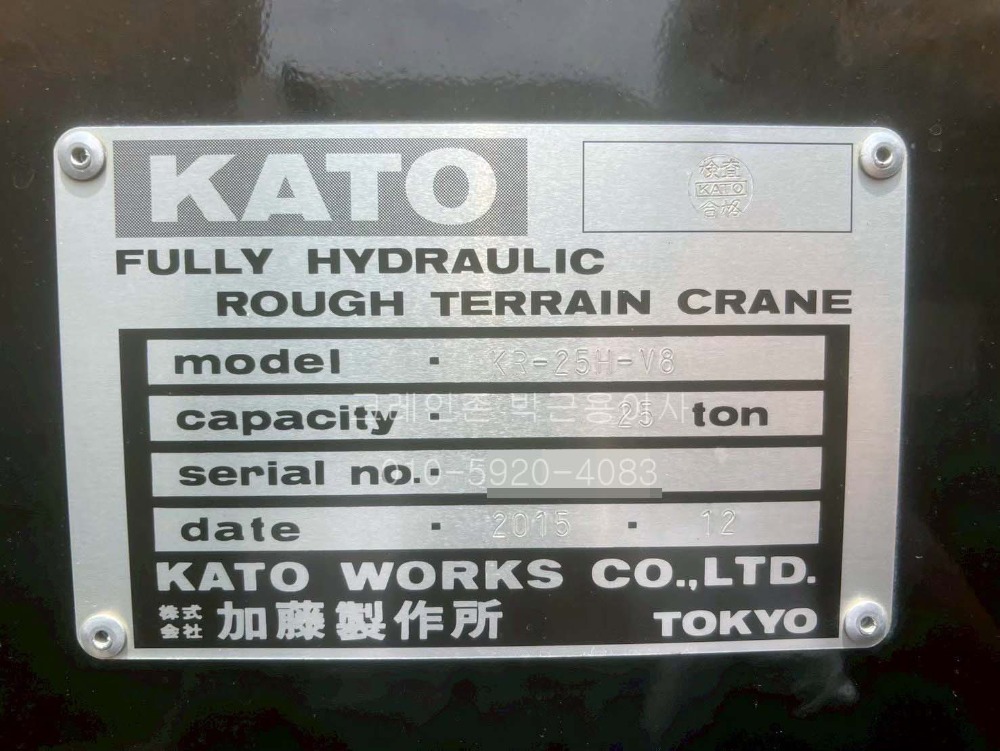 KATO
検査
KATO
合格
FULLY HYDRAULIC
ROUGH TERRAIN CRANE
model · KR-25H-V8
capacity · 25 ton
크레인존 박근용이사
serial no.·
010-5920-4083
date · 2015 · 12
KATO WORKS CO.,LTD.
株式会社 加藤製作所 TOKYO